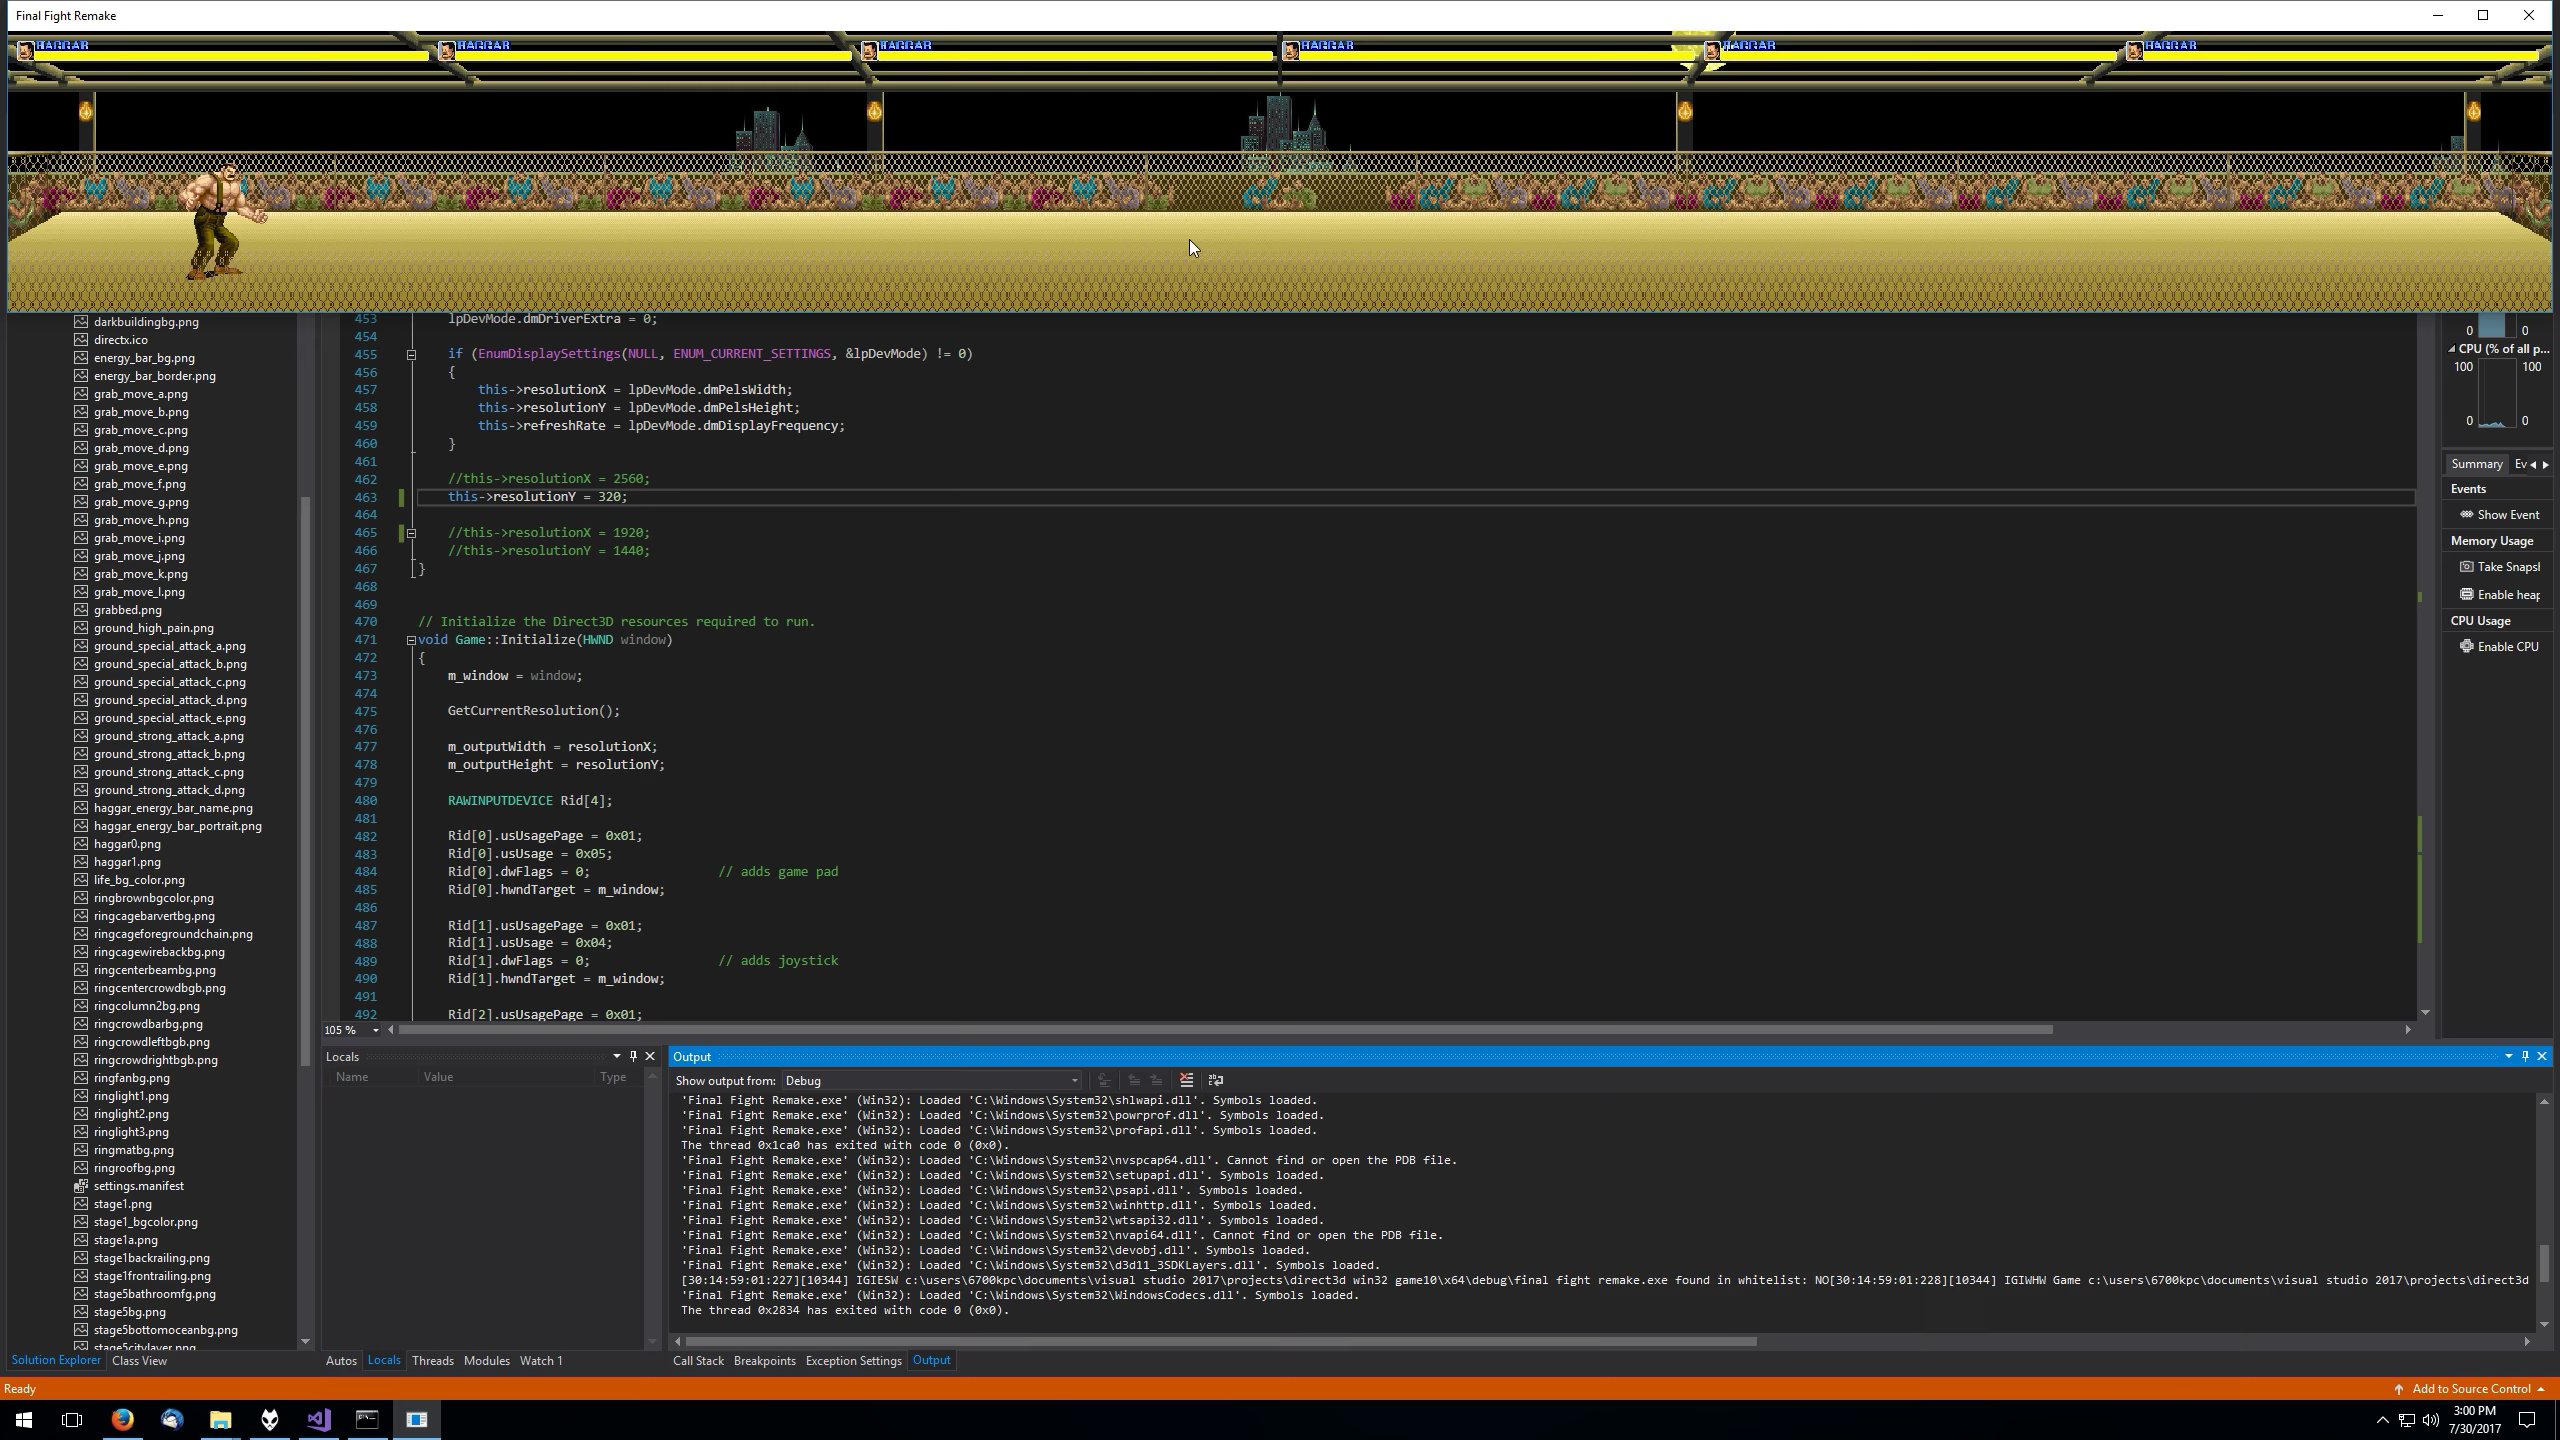 Final Fight Remake
HAGGAR HAGGAR HAGGAR HAGGAR HAGGAR HAGGAR
darkbuildingbg.png
directx.ico
energy_bar_bg.png
energy_bar_border.png
grab_move_a.png
grab_move_b.png
grab_move_c.png
grab_move_d.png
grab_move_e.png
grab_move_f.png
grab_move_g.png
grab_move_h.png
grab_move_i.png
grab_move_j.png
grab_move_k.png
grab_move_l.png
grabbed.png
ground_high_pain.png
ground_special_attack_a.png
ground_special_attack_b.png
ground_special_attack_c.png
ground_special_attack_d.png
ground_special_attack_e.png
ground_strong_attack_a.png
ground_strong_attack_b.png
ground_strong_attack_c.png
ground_strong_attack_d.png
haggar_energy_bar_name.png
haggar_energy_bar_portrait.png
haggar0.png
haggar1.png
life_bg_color.png
ringbrownbgcolor.png
ringcagebarvertbg.png
ringcageforegroundchain.png
ringcagewirebackbg.png
ringcenterbeambg.png
ringcentercrowdbgb.png
ringcolumn2bg.png
ringcrowdbarbg.png
ringcrowdleftbgb.png
ringcrowdrightbgb.png
ringfanbg.png
ringlight1.png
ringlight2.png
ringlight3.png
ringmatbg.png
ringroofbg.png
settings.manifest
stage1.png
stage1_bgcolor.png
stage1a.png
stage1backrailing.png
stage1frontrailing.png
stage5bathroomfg.png
stage5bg.png
stage5bottomoceanbg.png
stage5citylayer.png
Solution Explorer Class View
453 lpDevMode.dmDriverExtra = 0;
454
455 if (EnumDisplaySettings(NULL, ENUM_CURRENT_SETTINGS, &lpDevMode) != 0)
456 {
457 this->resolutionX = lpDevMode.dmPelsWidth;
458 this->resolutionY = lpDevMode.dmPelsHeight;
459 this->refreshRate = lpDevMode.dmDisplayFrequency;
460 }
461
462 //this->resolutionX = 2560;
463 this->resolutionY = 320;
464
465 //this->resolutionX = 1920;
466 //this->resolutionY = 1440;
467 }
468
469
470 // Initialize the Direct3D resources required to run.
471 void Game::Initialize(HWND window)
472 {
473 m_window = window;
474
475 GetCurrentResolution();
476
477 m_outputWidth = resolutionX;
478 m_outputHeight = resolutionY;
479
480 RAWINPUTDEVICE Rid[4];
481
482 Rid[0].usUsagePage = 0x01;
483 Rid[0].usUsage = 0x05;
484 Rid[0].dwFlags = 0; // adds game pad
485 Rid[0].hwndTarget = m_window;
486
487 Rid[1].usUsagePage = 0x01;
488 Rid[1].usUsage = 0x04;
489 Rid[1].dwFlags = 0; // adds joystick
490 Rid[1].hwndTarget = m_window;
491
492 Rid[2].usUsagePage = 0x01;
105 %
0 0
CPU (% of all p...
100 100
0 0
Summary Ev
Events
Show Event
Memory Usage
Take Snapsh
Enable heap
CPU Usage
Enable CPU
Locals
Name Value Type
Autos Locals Threads Modules Watch 1
Output
Show output from: Debug
'Final Fight Remake.exe' (Win32): Loaded 'C:\Windows\System32\shlwapi.dll'. Symbols loaded.
'Final Fight Remake.exe' (Win32): Loaded 'C:\Windows\System32\powrprof.dll'. Symbols loaded.
'Final Fight Remake.exe' (Win32): Loaded 'C:\Windows\System32\profapi.dll'. Symbols loaded.
The thread 0x1ca0 has exited with code 0 (0x0).
'Final Fight Remake.exe' (Win32): Loaded 'C:\Windows\System32\nvspcap64.dll'. Cannot find or open the PDB file.
'Final Fight Remake.exe' (Win32): Loaded 'C:\Windows\System32\setupapi.dll'. Symbols loaded.
'Final Fight Remake.exe' (Win32): Loaded 'C:\Windows\System32\psapi.dll'. Symbols loaded.
'Final Fight Remake.exe' (Win32): Loaded 'C:\Windows\System32\winhttp.dll'. Symbols loaded.
'Final Fight Remake.exe' (Win32): Loaded 'C:\Windows\System32\wtsapi32.dll'. Symbols loaded.
'Final Fight Remake.exe' (Win32): Loaded 'C:\Windows\System32\nvapi64.dll'. Cannot find or open the PDB file.
'Final Fight Remake.exe' (Win32): Loaded 'C:\Windows\System32\devobj.dll'. Symbols loaded.
'Final Fight Remake.exe' (Win32): Loaded 'C:\Windows\System32\d3d11_3SDKLayers.dll'. Symbols loaded.
[30:14:59:01:227][10344] IGIESW c:\users\6700kpc\documents\visual studio 2017\projects\direct3d win32 game10\x64\debug\final fight remake.exe found in whitelist: NO[30:14:59:01:228][10344] IGIWHW Game c:\users\6700kpc\documents\visual studio 2017\projects\direct3d
'Final Fight Remake.exe' (Win32): Loaded 'C:\Windows\System32\WindowsCodecs.dll'. Symbols loaded.
The thread 0x2834 has exited with code 0 (0x0).
Call Stack Breakpoints Exception Settings Output
Ready
Add to Source Control
3:00 PM
7/30/2017